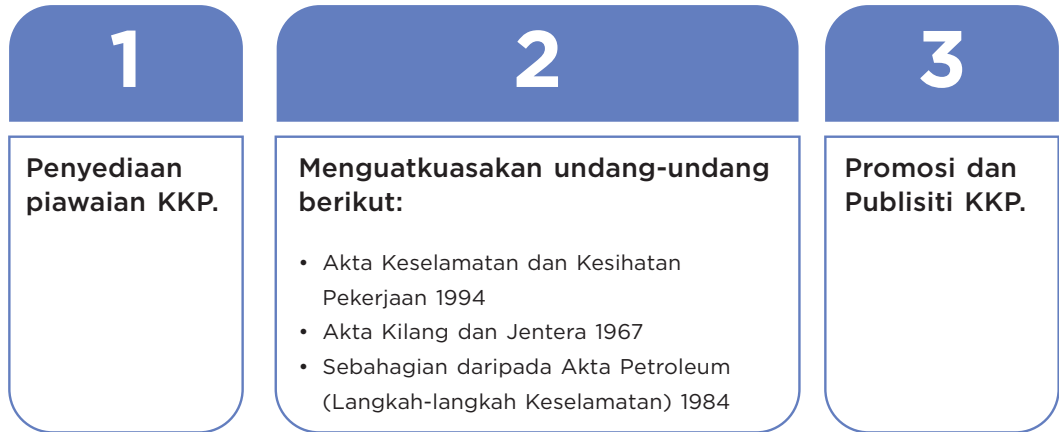 1
Penyediaan
piawaian KKP.
2
Menguatkuasakan undang-undang
berikut:
• Akta Keselamatan dan Kesihatan
Pekerjaan 1994
• Akta Kilang dan Jentera 1967
• Sebahagian daripada Akta Petroleum
(Langkah-langkah Keselamatan) 1984
3
Promosi dan
Publisiti KKP.